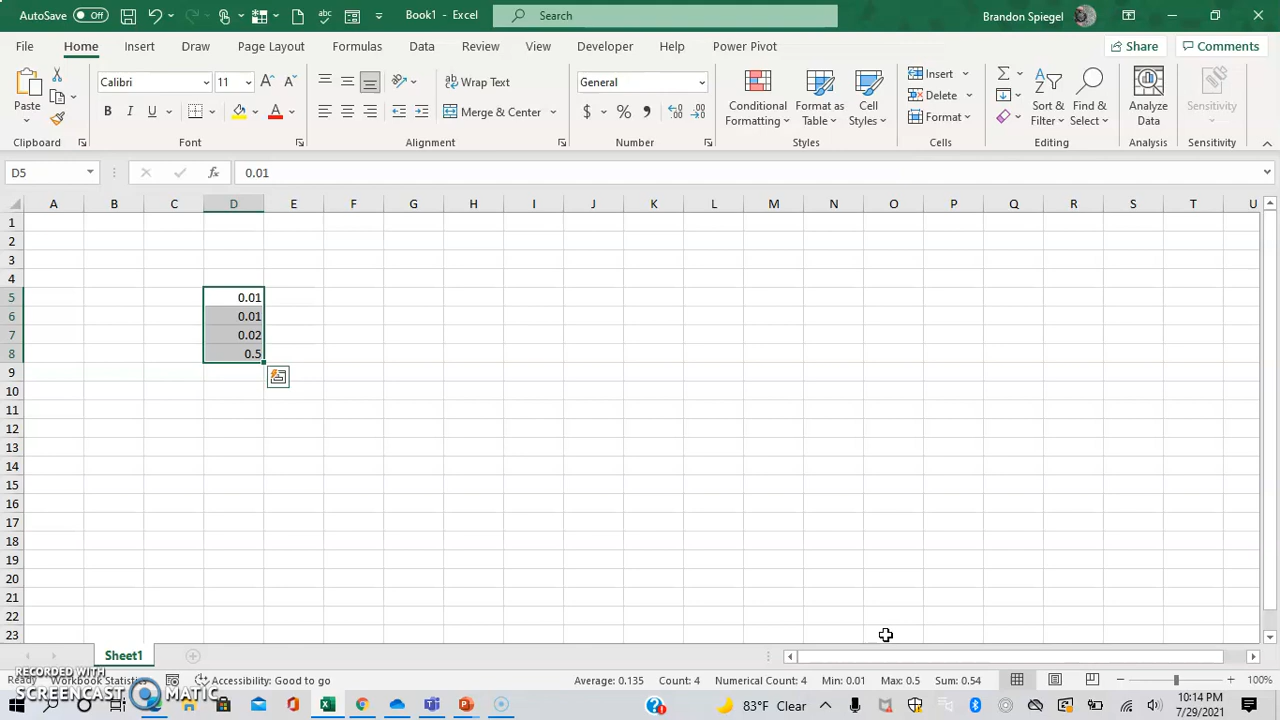 AutoSave Off Book1 - Excel Search Brandon Spiegel
File Home Insert Draw Page Layout Formulas Data Review View Developer Help Power Pivot Share Comments
Paste Calibri 11 Wrap Text General Conditional Formatting Format as Table Cell Styles Insert Sort & Filter Find & Select Analyze Data Sensitivity
B I U Merge & Center $ % Delete
Format
Clipboard Font Alignment Number Styles Cells Editing Analysis Sensitivity
D5 fx 0.01
A B C D E F G H I J K L M N O P Q R S T U
1
2
3
4
5 0.01
6 0.01
7 0.02
8 0.5
9
10
11
12
13
14
15
16
17
18
19
20
21
22
23
Sheet1
RECORDED WITH
Ready Workbook Statistics Accessibility: Good to go Average: 0.135 Count: 4 Numerical Count: 4 Min: 0.01 Max: 0.5 Sum: 0.54 100%
SCREENCAST MATIC
83°F Clear 10:14 PM
7/29/2021